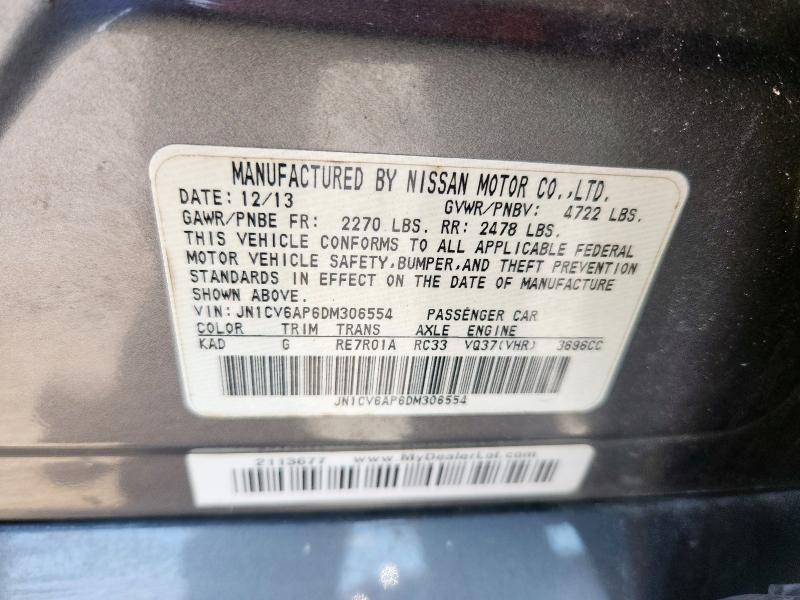 MANUFACTURED BY NISSAN MOTOR CO.,LTD.
DATE: 12/13 GVWR/PNBV: 4722 LBS.
GAWR/PNBE FR: 2270 LBS. RR: 2478 LBS.
THIS VEHICLE CONFORMS TO ALL APPLICABLE FEDERAL
MOTOR VEHICLE SAFETY,BUMPER,AND THEFT PREVENTION
STANDARDS IN EFFECT ON THE DATE OF MANUFACTURE
SHOWN ABOVE.
VIN: JN1CV6AP6DM306554 PASSENGER CAR
COLOR TRIM TRANS AXLE ENGINE
KAD G RE7R01A RC33 VQ37(VHR) 3696CC
JN1CV6AP6DM306554
2113677 www.MyDealerLot.com